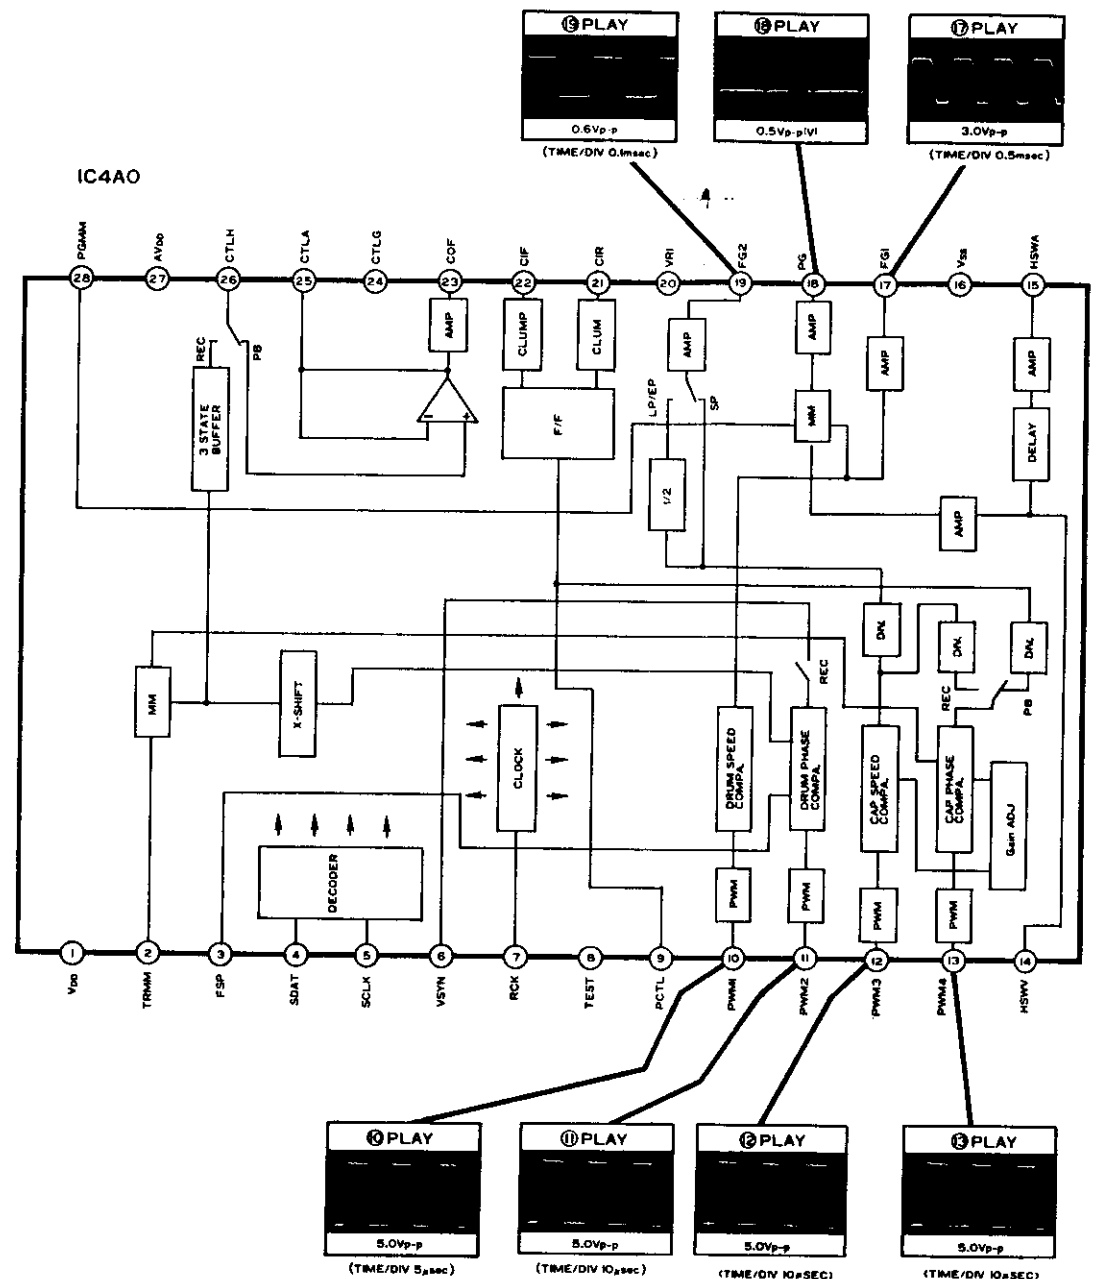 ⑲PLAY
⑱PLAY
⑰PLAY
0.6Vp-p
0.5Vp-p(V)
3.0Vp-p
(TIME/DIV 0.1msec)
(TIME/DIV 0.5msec)
IC4A0
PGMM
AVDD
CTLH
CTLA
CTLG
COF
CIF
CIR
VRI
FG2
PG
FG1
VSS
HSWA
28
27
26
25
24
23
22
21
20
19
18
17
16
15
REC
PB
3 STATE
BUFFER
AMP
CLUMP
CLUM
F/F
AMP
LP/EP
SP
1/2
AMP
MM
AMP
AMP
DELAY
AMP
MM
X-SHIFT
CLOCK
DECODER
DIV.
DIV.
DIV.
REC
REC
PB
DRUM SPEED
COMPA.
DRUM PHASE
COMPA.
CAP SPEED
COMPA.
CAP PHASE
COMPA.
Gain ADJ
PWM
PWM
PWM
PWM
1
2
3
4
5
6
7
8
9
10
11
12
13
14
VDD
TRMM
FSP
SDAT
SCLK
VSYN
RCK
TEST
PCTL
PWM1
PWM2
PWM3
PWM4
HSWV
⑩PLAY
⑪PLAY
⑫PLAY
⑬PLAY
5.0Vp-p
5.0Vp-p
5.0Vp-p
5.0Vp-p
(TIME/DIV 5μsec)
(TIME/DIV 10μsec)
(TIME/DIV 10μSEC)
(TIME/DIV 10μSEC)